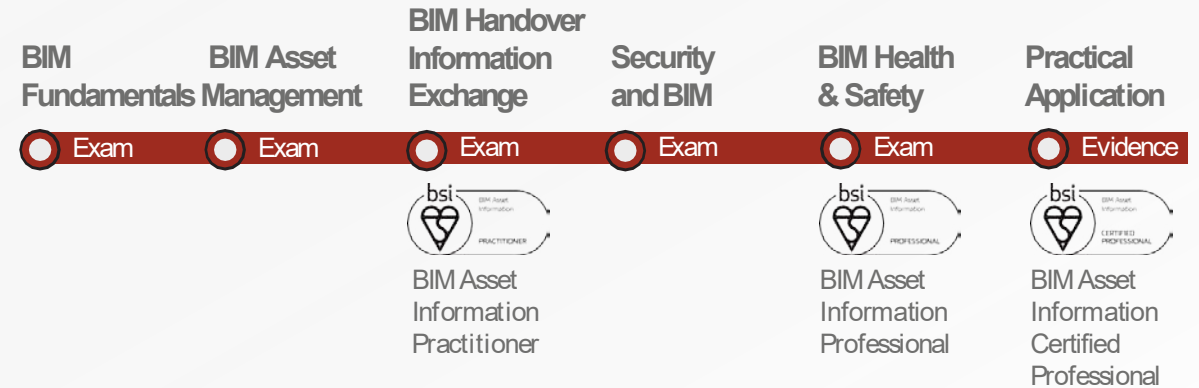 BIM
Fundamentals
Exam
BIM Asset
Management
Exam
BIM Handover
Information
Exchange
Exam
bsi
BIM Asset
Information
PRACTITIONER
BIM Asset
Information
Practitioner
Security
and BIM
Exam
BIM Health
& Safety
Exam
bsi
BIM Asset
Information
PROFESSIONAL
BIM Asset
Information
Professional
Practical
Application
Evidence
bsi
BIM Asset
Information
CERTIFIED
PROFESSIONAL
BIM Asset
Information
Certified
Professional